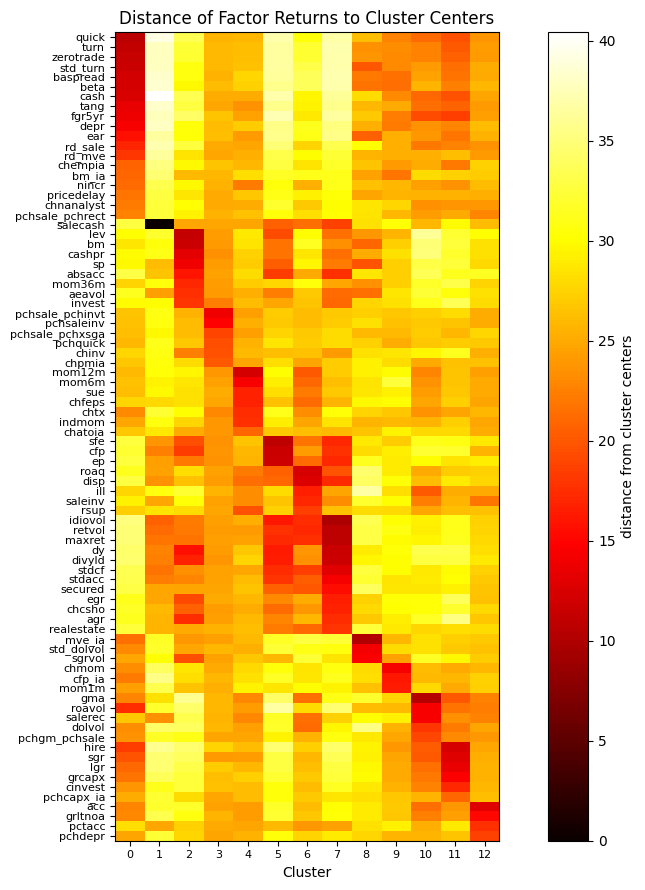 Distance of Factor Returns to Cluster Centers
quick
turn
zerotrade
std_turn
baspread
beta
cash
tang
fgr5yr
depr
ear
rd_sale
rd_mve
chempia
bm_ia
nincr
pricedelay
chnanalyst
pchsale_pchrect
salecash
lev
bm
cashpr
sp
absacc
mom36m
aeavol
invest
pchsale_pchinvt
pchsaleinv
pchsale_pchxsga
pchquick
chinv
chpmia
mom12m
mom6m
sue
chfeps
chtx
indmom
chatoia
sfe
cfp
ep
roaq
disp
ill
saleinv
rsup
idiovol
retvol
maxret
dy
divyld
stdcf
stdacc
secured
egr
chcsho
agr
realestate
mve_ia
std_dolvol
sgrvol
chmom
cfp_ia
mom1m
gma
roavol
salerec
dolvol
pchgm_pchsale
hire
sgr
lgr
grcapx
cinvest
pchcapx_ia
acc
grltnoa
pctacc
pchdepr
0 1 2 3 4 5 6 7 8 9 10 11 12
Cluster
40
35
30
25
20
15
10
5
0
distance from cluster centers